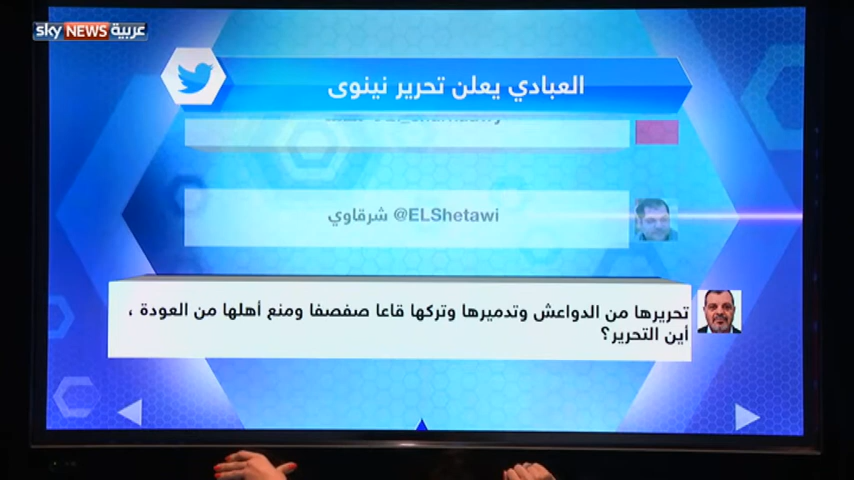 sky NEWS عربية
العبادي يعلن تحرير نينوى
شرقاوي @ELShetawi
تحريرها من الدواعش وتدميرها وتركها قاعا صفصفا ومنع أهلها من العودة ،
أين التحرير؟